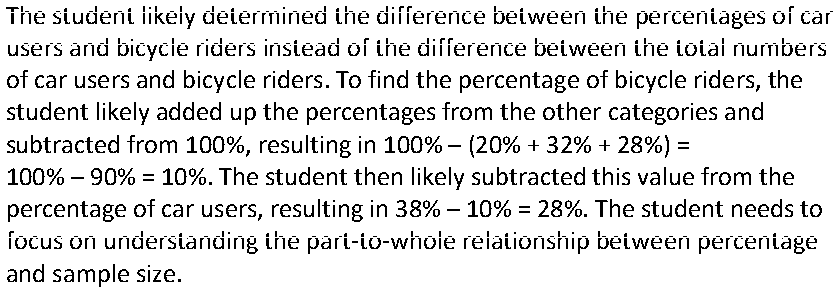 The student likely determined the difference between the percentages of car
users and bicycle riders instead of the difference between the total numbers
of car users and bicycle riders. To find the percentage of bicycle riders, the
student likely added up the percentages from the other categories and
subtracted from 100%, resulting in 100% – (20% + 32% + 28%) =
100% – 90% = 10%. The student then likely subtracted this value from the
percentage of car users, resulting in 38% – 10% = 28%. The student needs to
focus on understanding the part-to-whole relationship between percentage
and sample size.